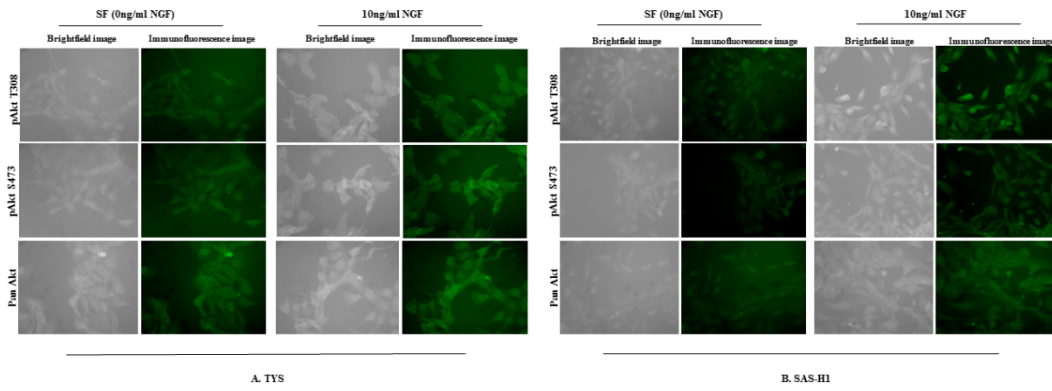 SF (0ng/ml NGF) 10ng/ml NGF
Brightfield image Immunofluorescence image Brightfield image Immunofluorescence image
pAkt T308
pAkt S473
Pan Akt
A. TYS
SF (0ng/ml NGF) 10ng/ml NGF
Brightfield image Immunofluorescence image Brightfield image Immunofluorescence image
pAkt T308
pAkt S473
Pan Akt
B. SAS-H1